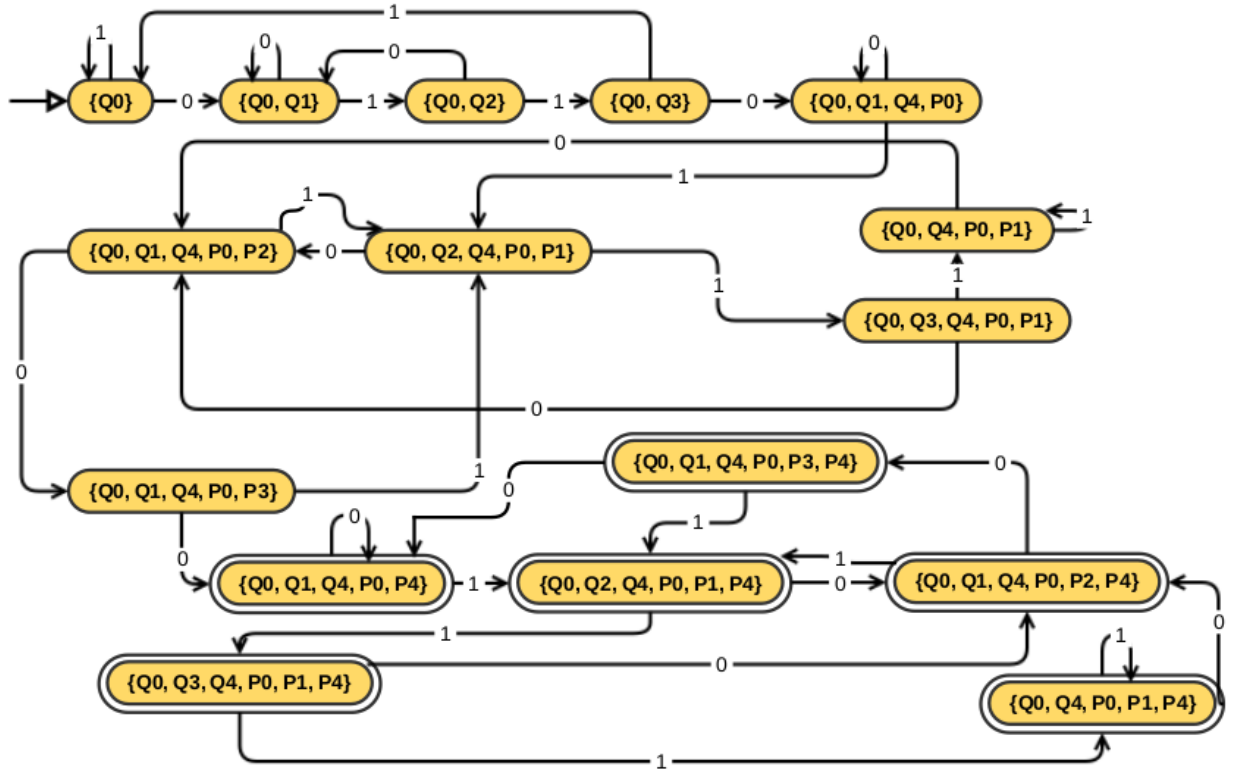 1
1 0 0 0
{Q0} 0 {Q0, Q1} 1 {Q0, Q2} 1 {Q0, Q3} 0 {Q0, Q1, Q4, P0}
0
1
1
{Q0, Q1, Q4, P0, P2} 0 {Q0, Q2, Q4, P0, P1} {Q0, Q4, P0, P1} 1
1 1
{Q0, Q3, Q4, P0, P1}
0
0
{Q0, Q1, Q4, P0, P3, P4} 0
1
{Q0, Q1, Q4, P0, P3} 0
0 1
0 1
{Q0, Q1, Q4, P0, P4} 1 {Q0, Q2, Q4, P0, P1, P4} 0 {Q0, Q1, Q4, P0, P2, P4}
0
1 1
0
{Q0, Q3, Q4, P0, P1, P4}
{Q0, Q4, P0, P1, P4}
1